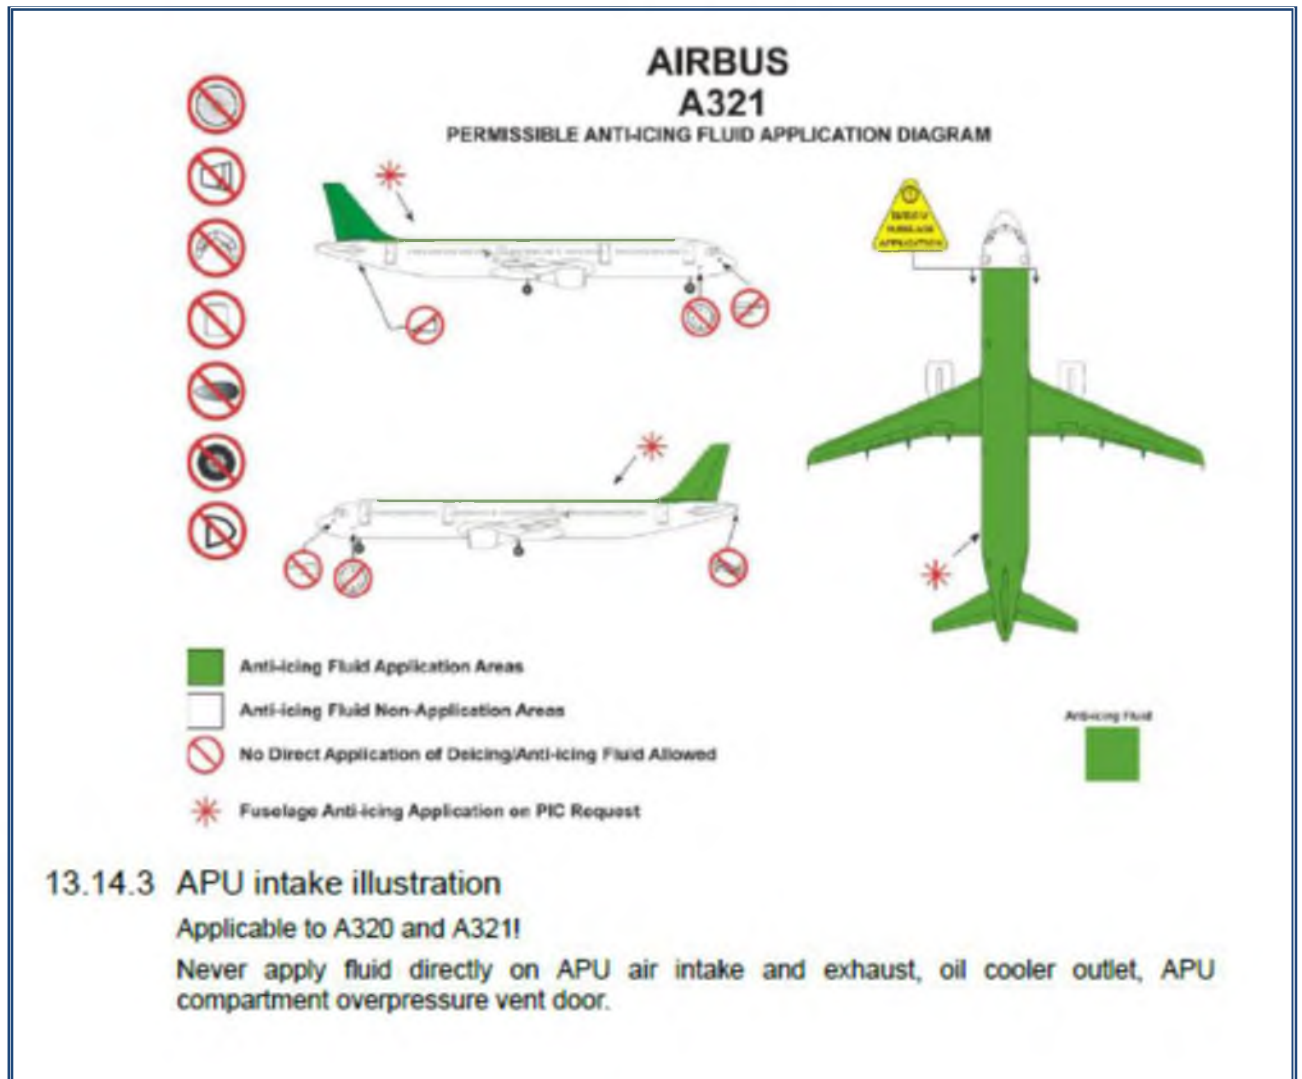 AIRBUS
A321
PERMISSIBLE ANTI-ICING FLUID APPLICATION DIAGRAM
FUSELAGE
APPLICATION
Anti-icing Fluid Application Areas
Anti-icing Fluid Non-Application Areas
No Direct Application of Deicing/Anti-icing Fluid Allowed
Fuselage Anti-icing Application on PIC Request
Anti-icing Fluid
13.14.3 APU intake illustration
Applicable to A320 and A321!
Never apply fluid directly on APU air intake and exhaust, oil cooler outlet, APU
compartment overpressure vent door.